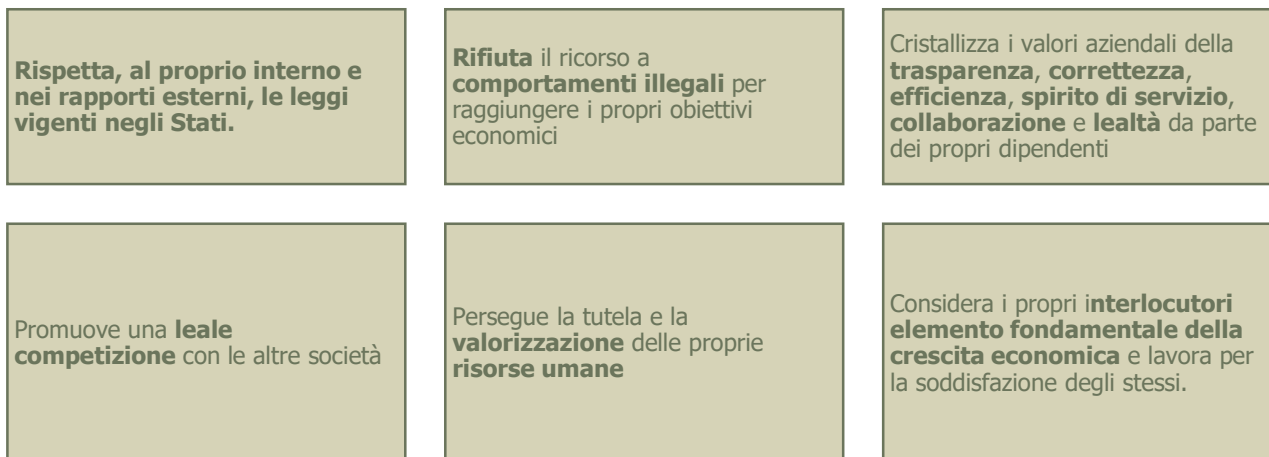 Rispetta, al proprio interno e
nei rapporti esterni, le leggi
vigenti negli Stati.
Rifiuta il ricorso a
comportamenti illegali per
raggiungere i propri obiettivi
economici
Cristallizza i valori aziendali della
trasparenza, correttezza,
efficienza, spirito di servizio,
collaborazione e lealtà da parte
dei propri dipendenti
Promuove una leale
competizione con le altre società
Persegue la tutela e la
valorizzazione delle proprie
risorse umane
Considera i propri interlocutori
elemento fondamentale della
crescita economica e lavora per
la soddisfazione degli stessi.